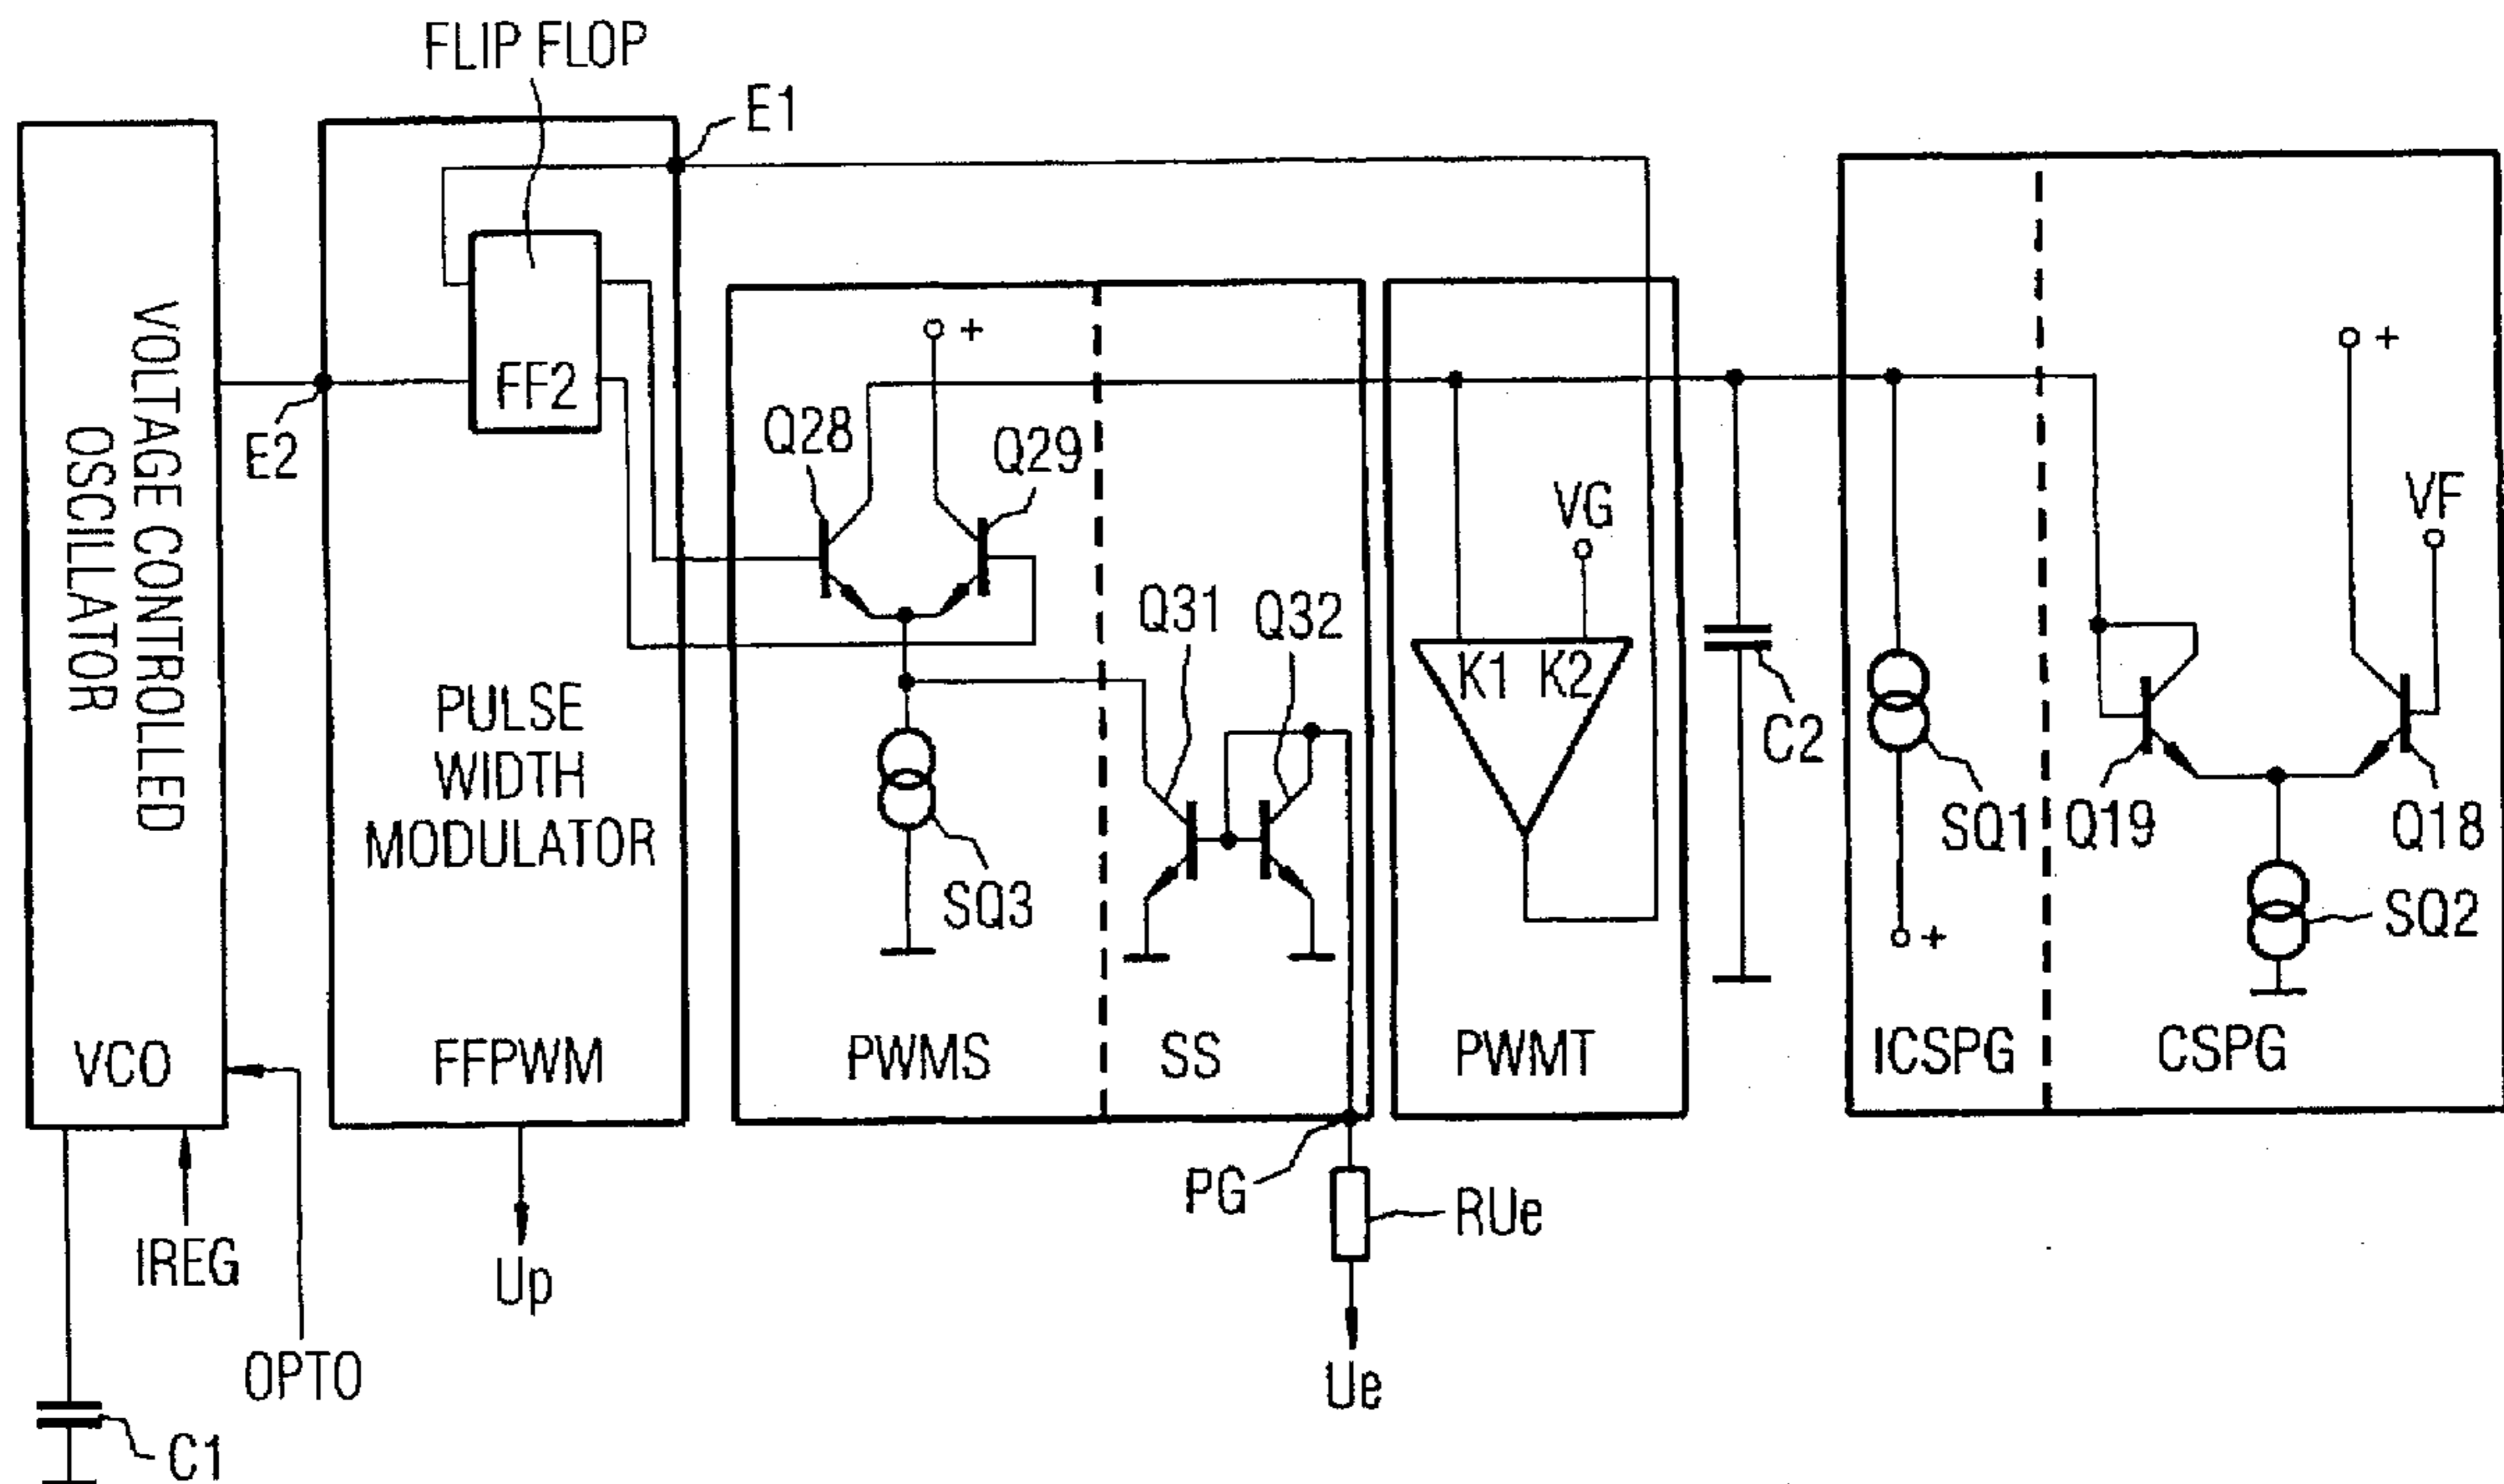 FLIP FLOP
E1
VOLTAGE CONTROLLED
OSCILLATOR
VCO
E2
FF2
PULSE
WIDTH
MODULATOR
FFPWM
Q28
+
Q29
SQ3
PWMS
Q31
Q32
SS
VG
K1 K2
PWMT
C2
SQ1
+
ICSPG
+
VF
Q19
Q18
SQ2
CSPG
IREG
OPTO
C1
Up
PG
RUe
Ue